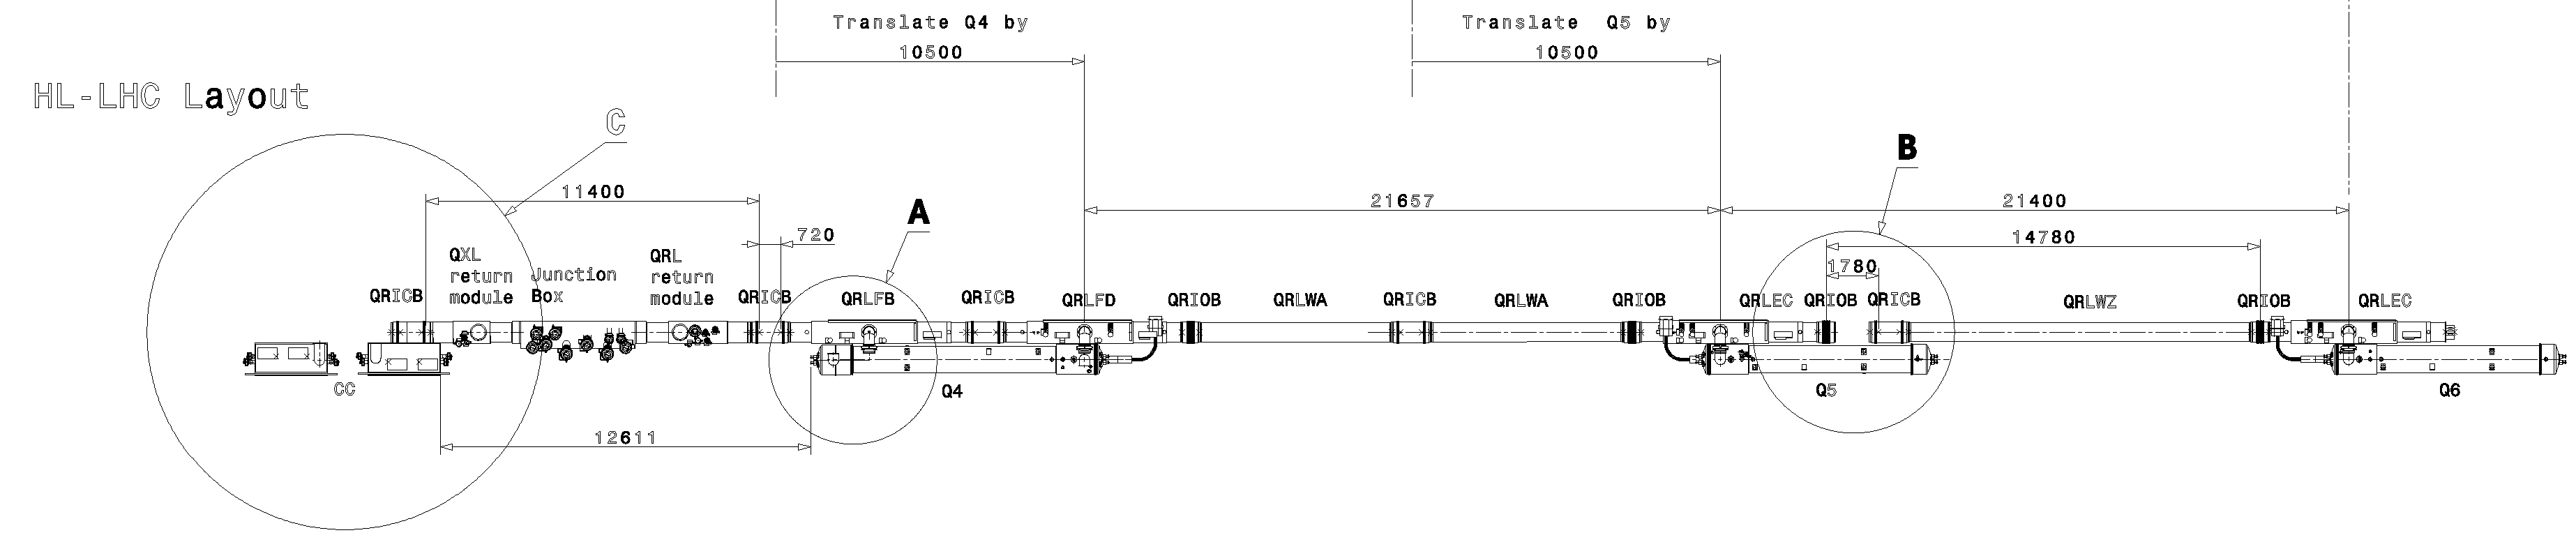 Translate Q4 by
10500
Translate Q5 by
10500
HL-LHC Layout
C
B
A
11400
21657
21400
720
14780
1780
QXL
return
module
Junction
Box
QRL
return
module
QRICB
QRICB
QRLFB
QRICB
QRLFD
QRIOB
QRLWA
QRICB
QRLWA
QRIOB
QRLEC
QRIOB
QRICB
QRLWZ
QRIOB
QRLEC
CC
Q4
Q5
Q6
12611